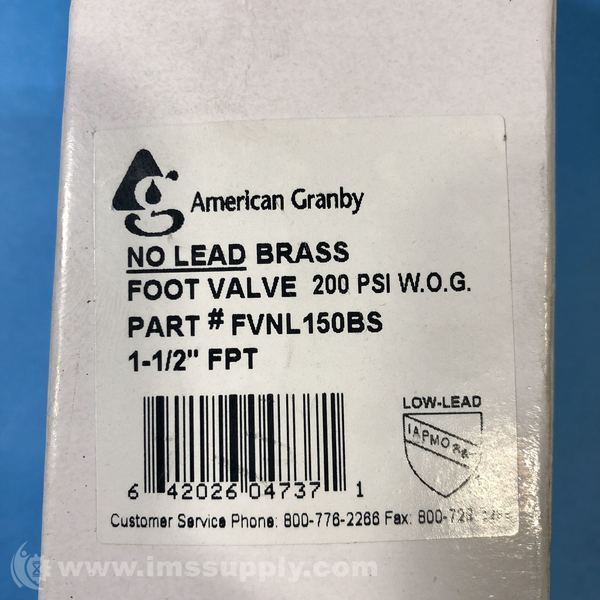 American Granby
NO LEAD BRASS
FOOT VALVE 200 PSI W.O.G.
PART # FVNL150BS
1-1/2" FPT
LOW-LEAD
IAPMO R&T
6 42026 04737 1
Customer Service Phone: 800-776-2266 Fax: 800-729-
www.imssupply.com